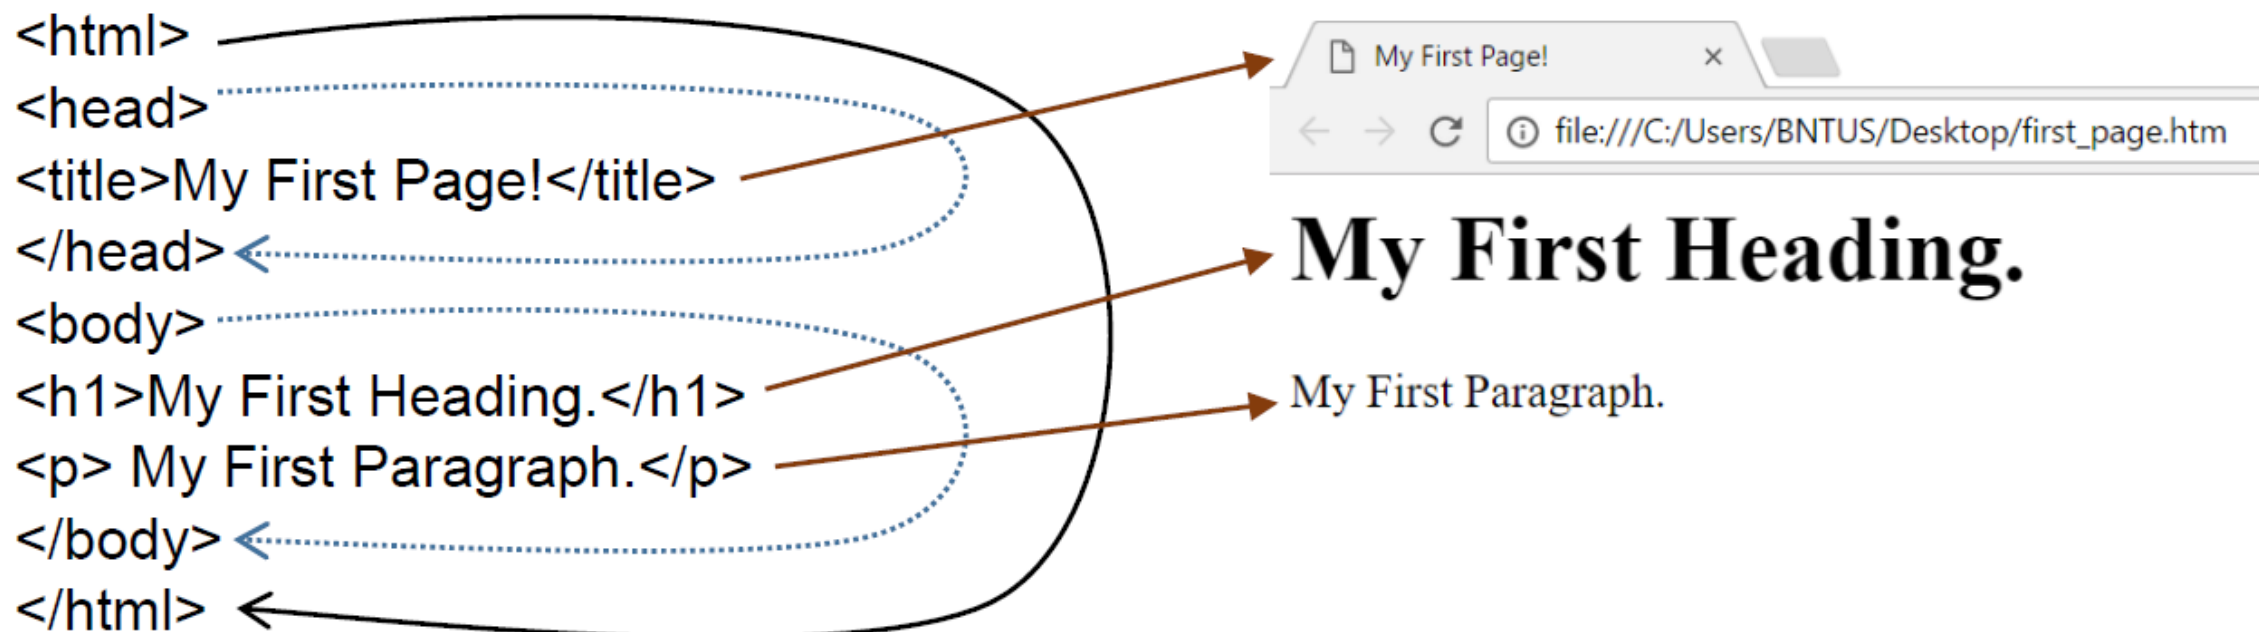 <html>
<head>
<title>My First Page!</title>
</head>
<body>
<h1>My First Heading.</h1>
<p> My First Paragraph.</p>
</body>
</html>
My First Page!
file:///C:/Users/BNTUS/Desktop/first_page.htm
My First Heading.
My First Paragraph.